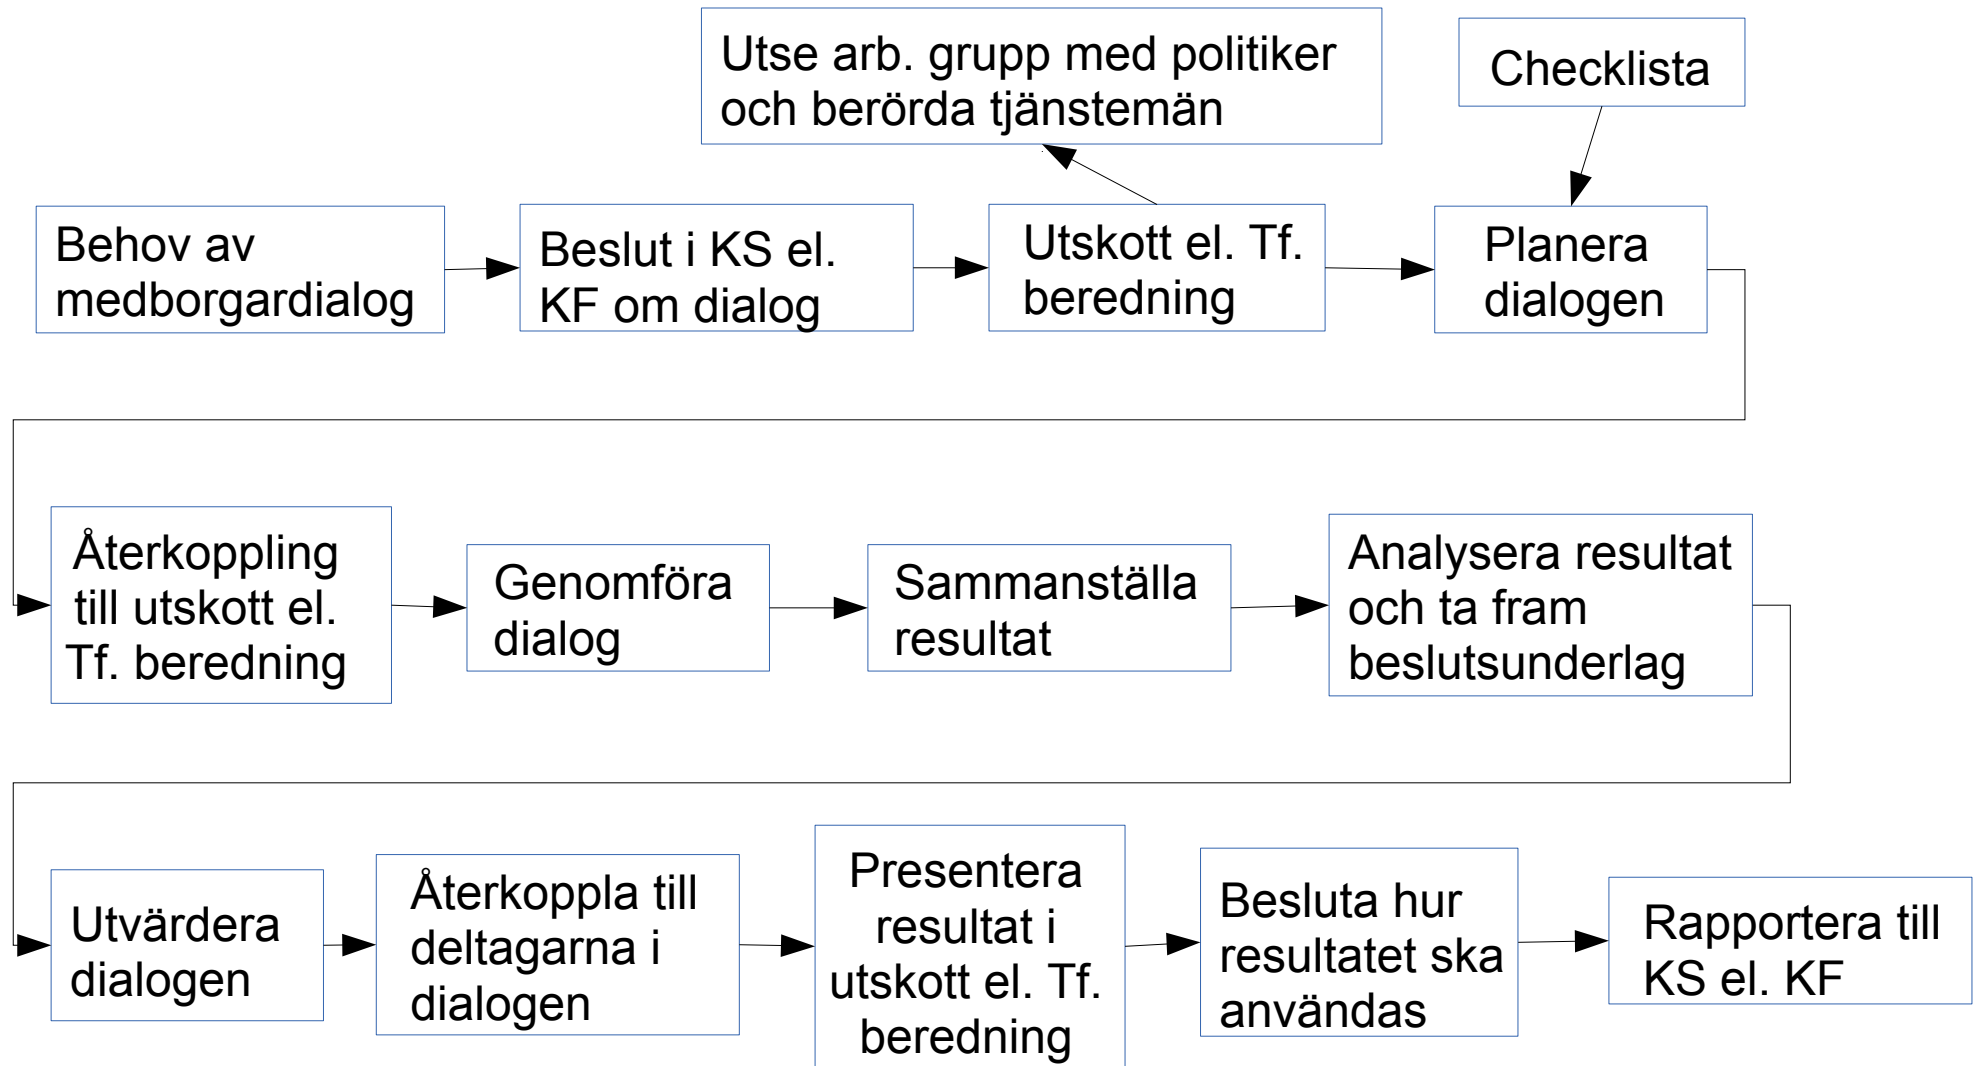 Utse arb. grupp med politiker
och berörda tjänstemän
Checklista
Behov av
medborgardialog
Beslut i KS el.
KF om dialog
Utskott el. Tf.
beredning
Planera
dialogen
Återkoppling
till utskott el.
Tf. beredning
Genomföra
dialog
Sammanställa
resultat
Analysera resultat
och ta fram
beslutsunderlag
Utvärdera
dialogen
Återkoppla till
deltagarna i
dialogen
Presentera
resultat i
utskott el. Tf.
beredning
Besluta hur
resultatet ska
användas
Rapportera till
KS el. KF